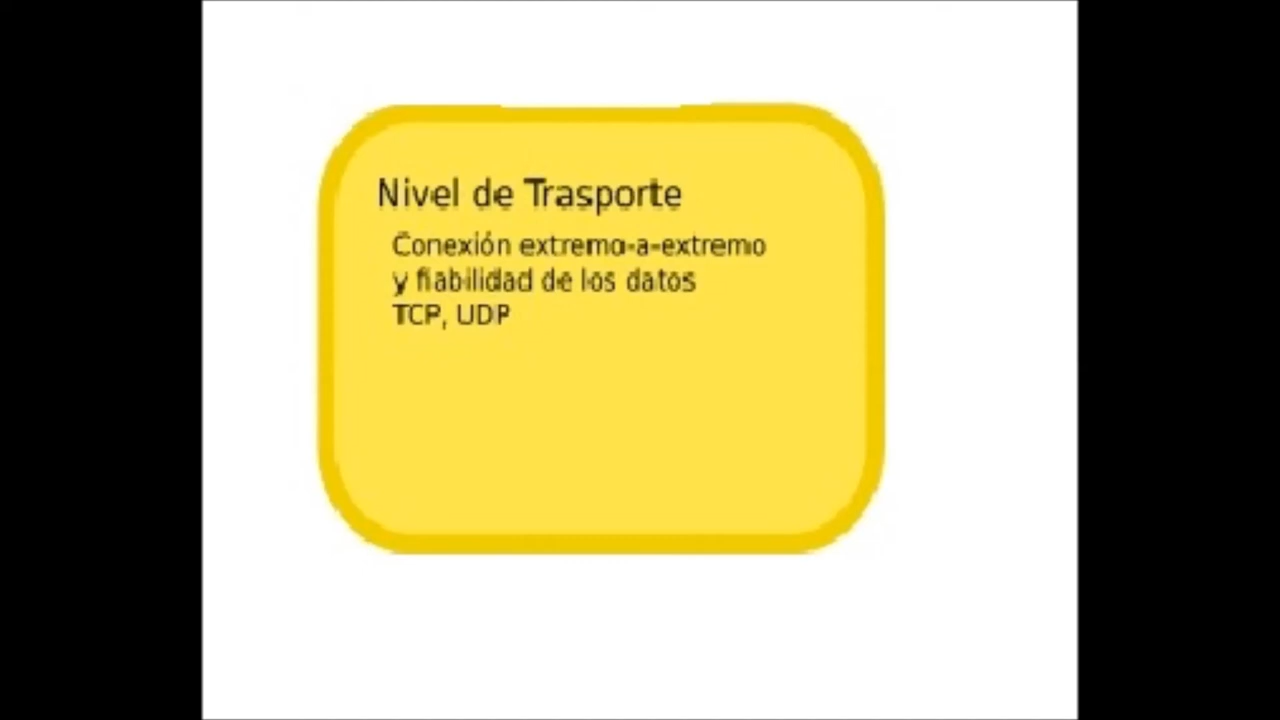 Nivel de Trasporte
Conexión extremo-a-extremo
y fiabilidad de los datos
TCP, UDP